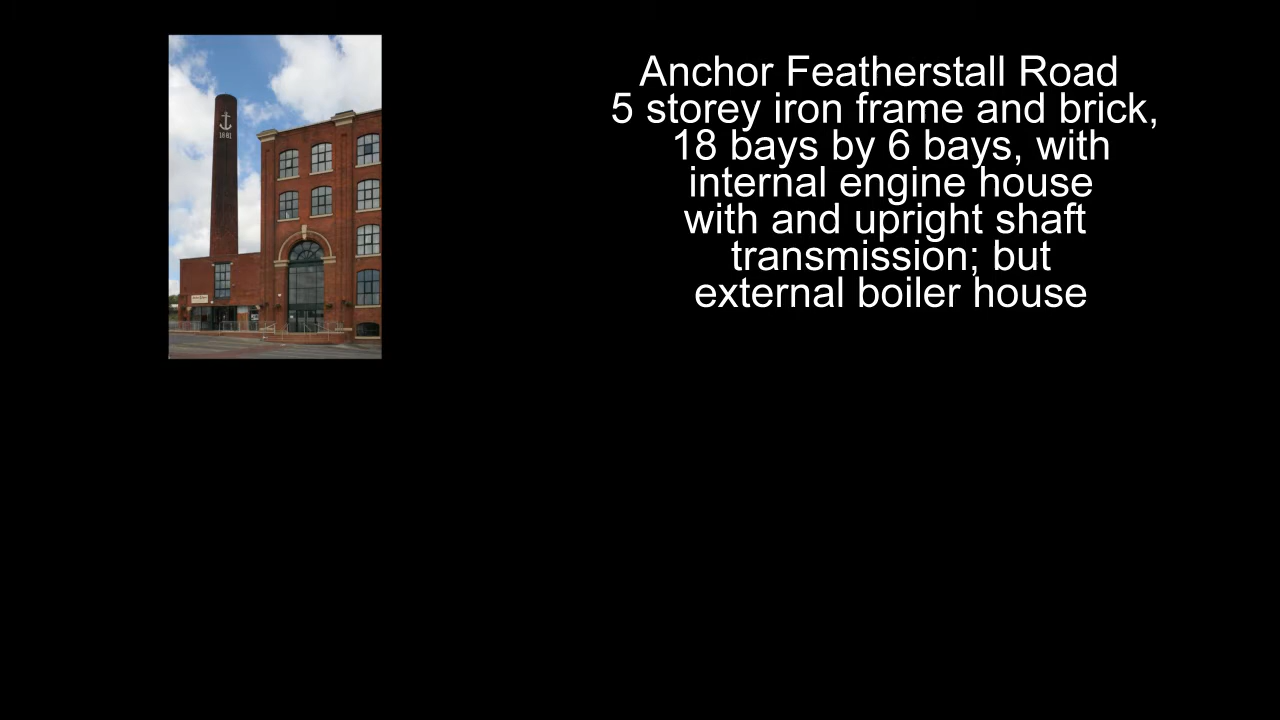 1881
Anchor Featherstall Road
5 storey iron frame and brick,
18 bays by 6 bays, with
internal engine house
with and upright shaft
transmission; but
external boiler house